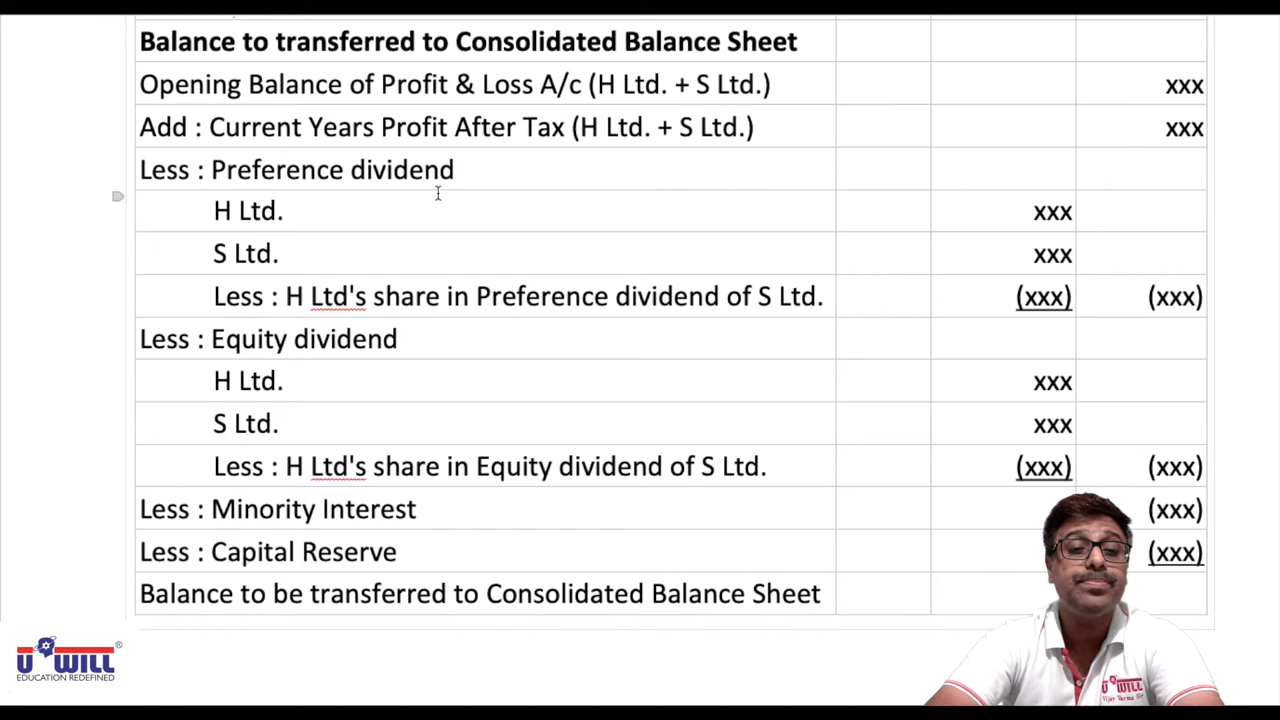 Balance to transferred to Consolidated Balance Sheet
Opening Balance of Profit & Loss A/c (H Ltd. + S Ltd.) xxx
Add : Current Years Profit After Tax (H Ltd. + S Ltd.) xxx
Less : Preference dividend
H Ltd. xxx
S Ltd. xxx
Less : H Ltd's share in Preference dividend of S Ltd. (xxx) (xxx)
Less : Equity dividend
H Ltd. xxx
S Ltd. xxx
Less : H Ltd's share in Equity dividend of S Ltd. (xxx) (xxx)
Less : Minority Interest (xxx)
Less : Capital Reserve (xxx)
Balance to be transferred to Consolidated Balance Sheet
U WILL ®
EDUCATION REDEFINED
U WILL
Vijay Verma Sir